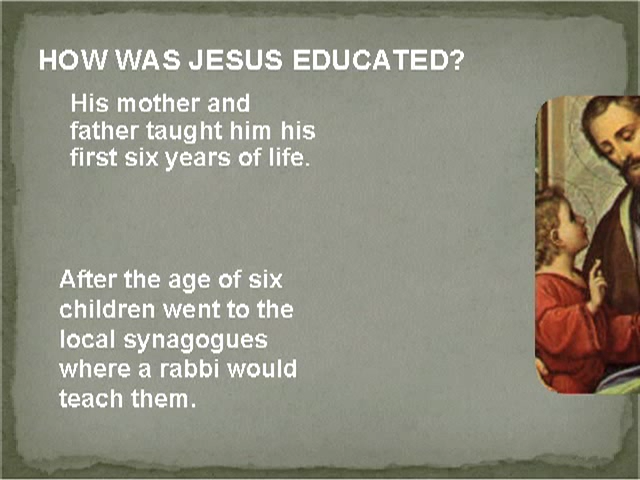 HOW WAS JESUS EDUCATED?
His mother and
father taught him his
first six years of life.
After the age of six
children went to the
local synagogues
where a rabbi would
teach them.